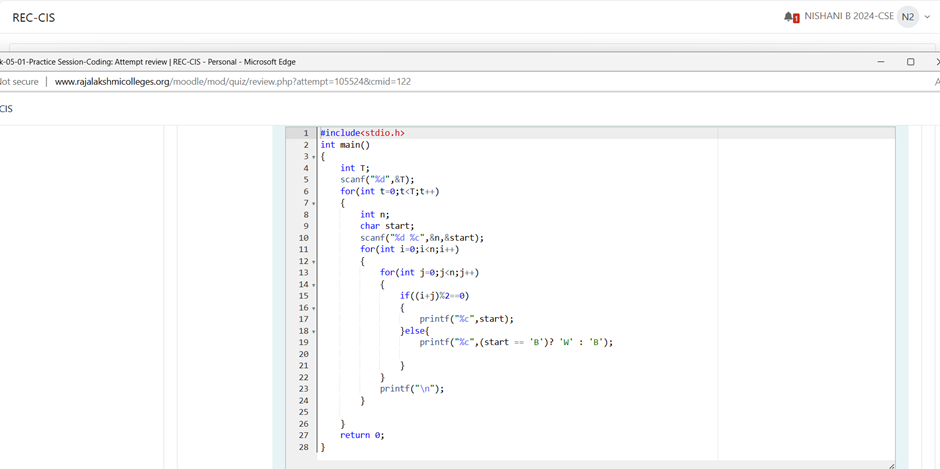 REC-CIS
1 NISHANI B 2024-CSE N2
k-05-01-Practice Session-Coding: Attempt review | REC-CIS - Personal - Microsoft Edge
Not secure | www.rajalakshmicolleges.org/moodle/mod/quiz/review.php?attempt=105524&cmid=122 A
CIS
1 #include<stdio.h>
2 int main()
3 {
4 int T;
5 scanf("%d",&T);
6 for(int t=0;t<T;t++)
7 {
8 int n;
9 char start;
10 scanf("%d %c",&n,&start);
11 for(int i=0;i<n;i++)
12 {
13 for(int j=0;j<n;j++)
14 {
15 if((i+j)%2==0)
16 {
17 printf("%c",start);
18 }else{
19 printf("%c",(start == 'B')? 'W' : 'B');
20
21 }
22 }
23 printf("\n");
24 }
25
26 }
27 return 0;
28 }